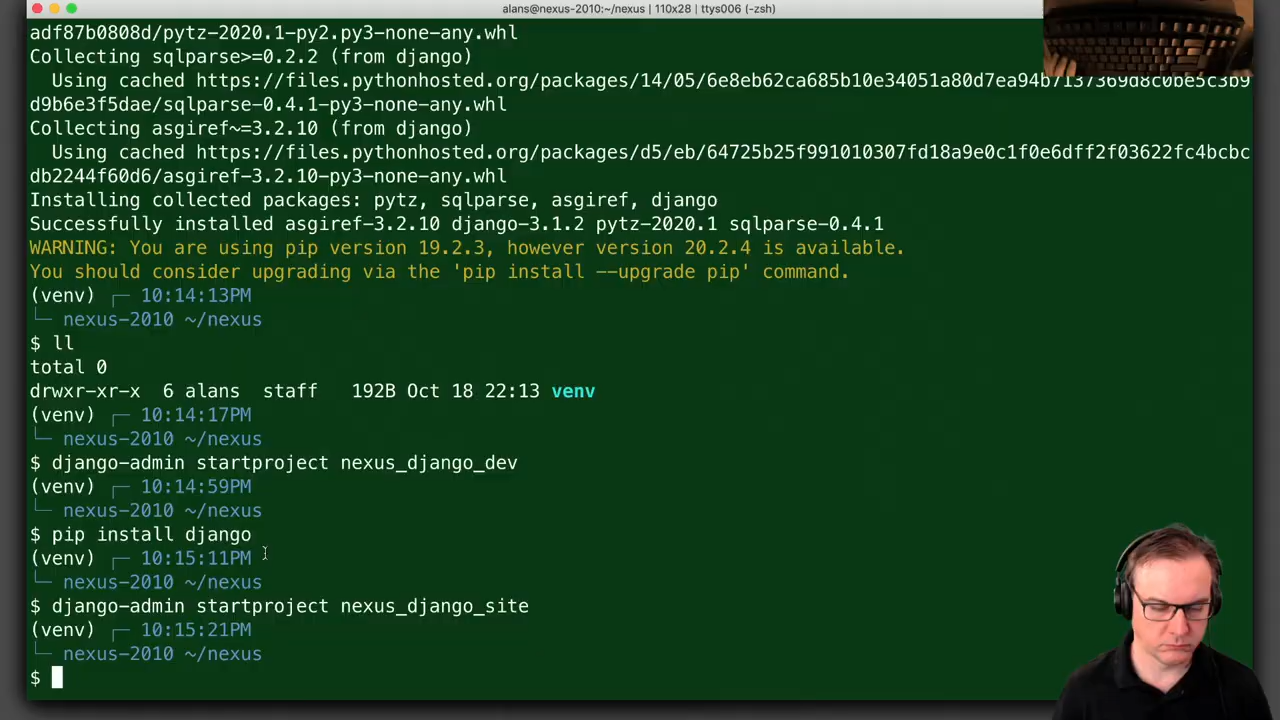 alans@nexus-2010:~/nexus | 110x28 | ttys006 (-zsh)
adf87b0808d/pytz-2020.1-py2.py3-none-any.whl
Collecting sqlparse>=0.2.2 (from django)
Using cached https://files.pythonhosted.org/packages/14/05/6e8eb62ca685b10e34051a80d7ea94b7137369d8c0be5c3b9
d9b6e3f5dae/sqlparse-0.4.1-py3-none-any.whl
Collecting asgiref~=3.2.10 (from django)
Using cached https://files.pythonhosted.org/packages/d5/eb/64725b25f991010307fd18a9e0c1f0e6dff2f03622fc4bcbc
db2244f60d6/asgiref-3.2.10-py3-none-any.whl
Installing collected packages: pytz, sqlparse, asgiref, django
Successfully installed asgiref-3.2.10 django-3.1.2 pytz-2020.1 sqlparse-0.4.1
WARNING: You are using pip version 19.2.3, however version 20.2.4 is available.
You should consider upgrading via the 'pip install --upgrade pip' command.
(venv) ┌─ 10:14:13PM
└─ nexus-2010 ~/nexus
$ ll
total 0
drwxr-xr-x  6 alans  staff   192B Oct 18 22:13 venv
(venv) ┌─ 10:14:17PM
└─ nexus-2010 ~/nexus
$ django-admin startproject nexus_django_dev
(venv) ┌─ 10:14:59PM
└─ nexus-2010 ~/nexus
$ pip install django
(venv) ┌─ 10:15:11PM
└─ nexus-2010 ~/nexus
$ django-admin startproject nexus_django_site
(venv) ┌─ 10:15:21PM
└─ nexus-2010 ~/nexus
$